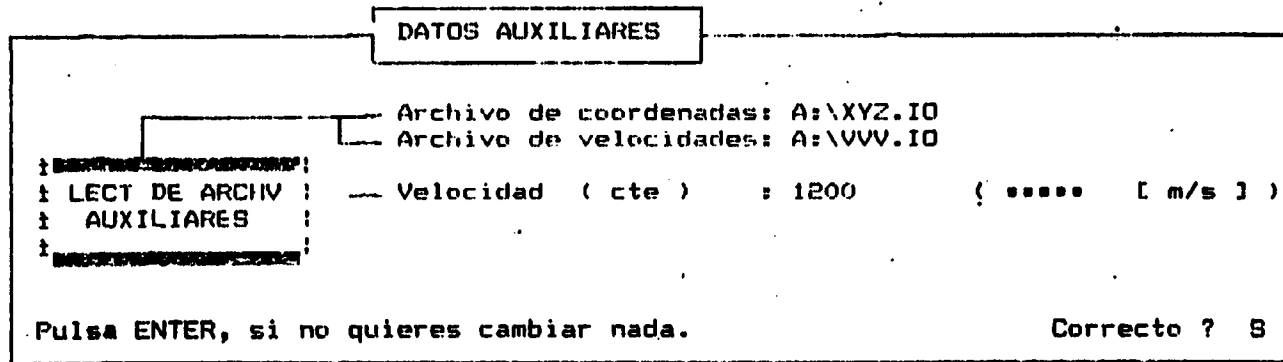 DATOS AUXILIARES
Archivo de coordenadas: A:\XYZ.IO
Archivo de velocidades: A:\VVV.IO
LECT DE ARCHV
AUXILIARES
Velocidad ( cte ) : 1200 ( ***** [ m/s ] )
Pulsa ENTER, si no quieres cambiar nada. Correcto ? S